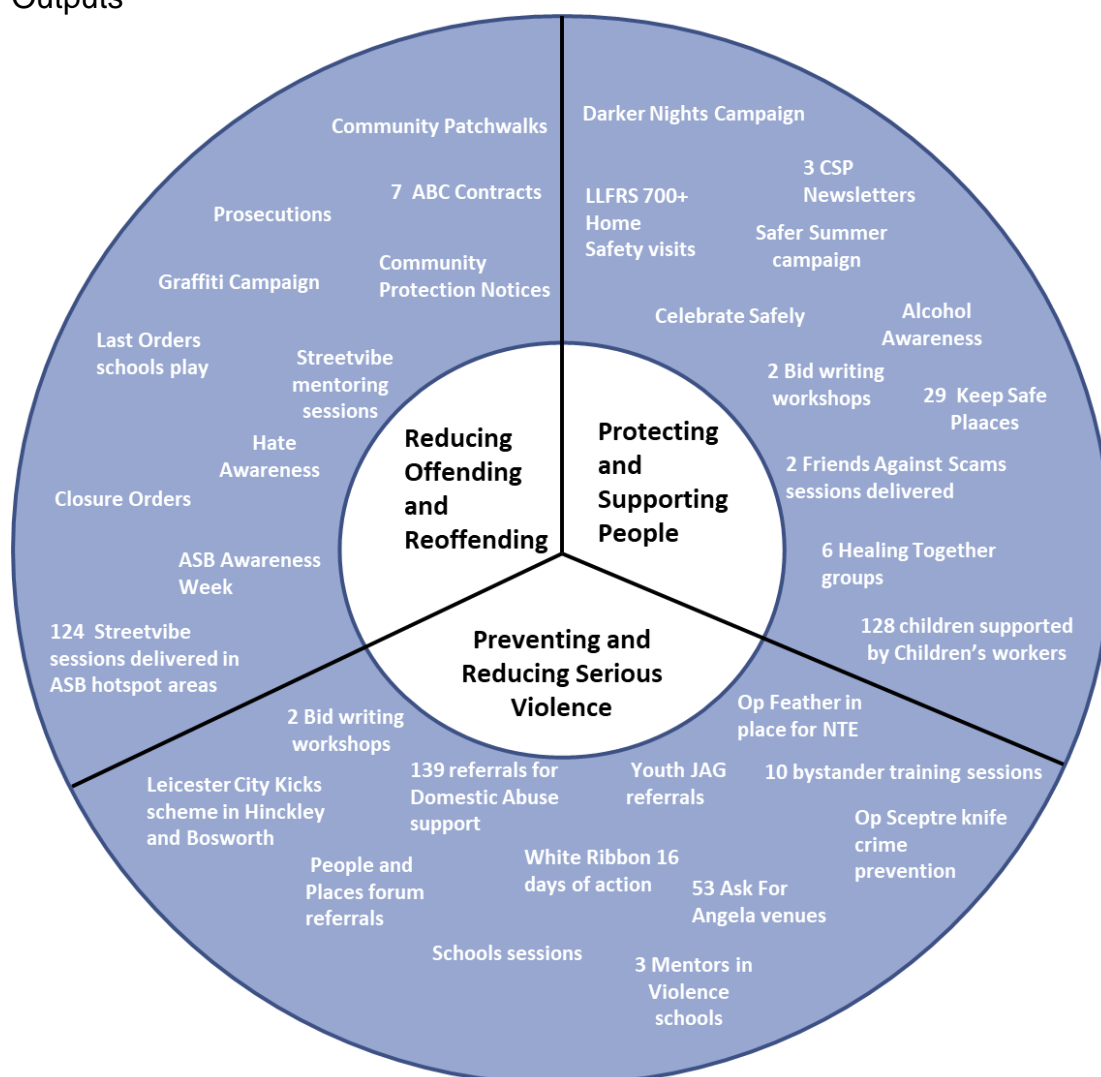 Outputs
Community Patchwalks
7 ABC Contracts
Prosecutions
Community
Protection Notices
Graffiti Campaign
Last Orders
schools play
Streetvibe
mentoring
sessions
Hate
Awareness
Closure Orders
ASB Awareness
Week
124 Streetvibe
sessions delivered in
ASB hotspot areas
Reducing
Offending
and
Reoffending
Darker Nights Campaign
3 CSP
Newsletters
LLFRS 700+
Home
Safety visits
Safer Summer
campaign
Celebrate Safely
Alcohol
Awareness
2 Bid writing
workshops
29 Keep Safe
Plaaces
2 Friends Against Scams
sessions delivered
6 Healing Together
groups
128 children supported
by Children's workers
Protecting
and
Supporting
People
Preventing and
Reducing Serious
Violence
2 Bid writing
workshops
Op Feather in
place for NTE
Leicester City Kicks
scheme in Hinckley
and Bosworth
139 referrals for
Domestic Abuse
support
Youth JAG
referrals
10 bystander training sessions
Op Sceptre knife
crime
prevention
People and
Places forum
referrals
White Ribbon 16
days of action
53 Ask For
Angela venues
Schools sessions
3 Mentors in
Violence
schools